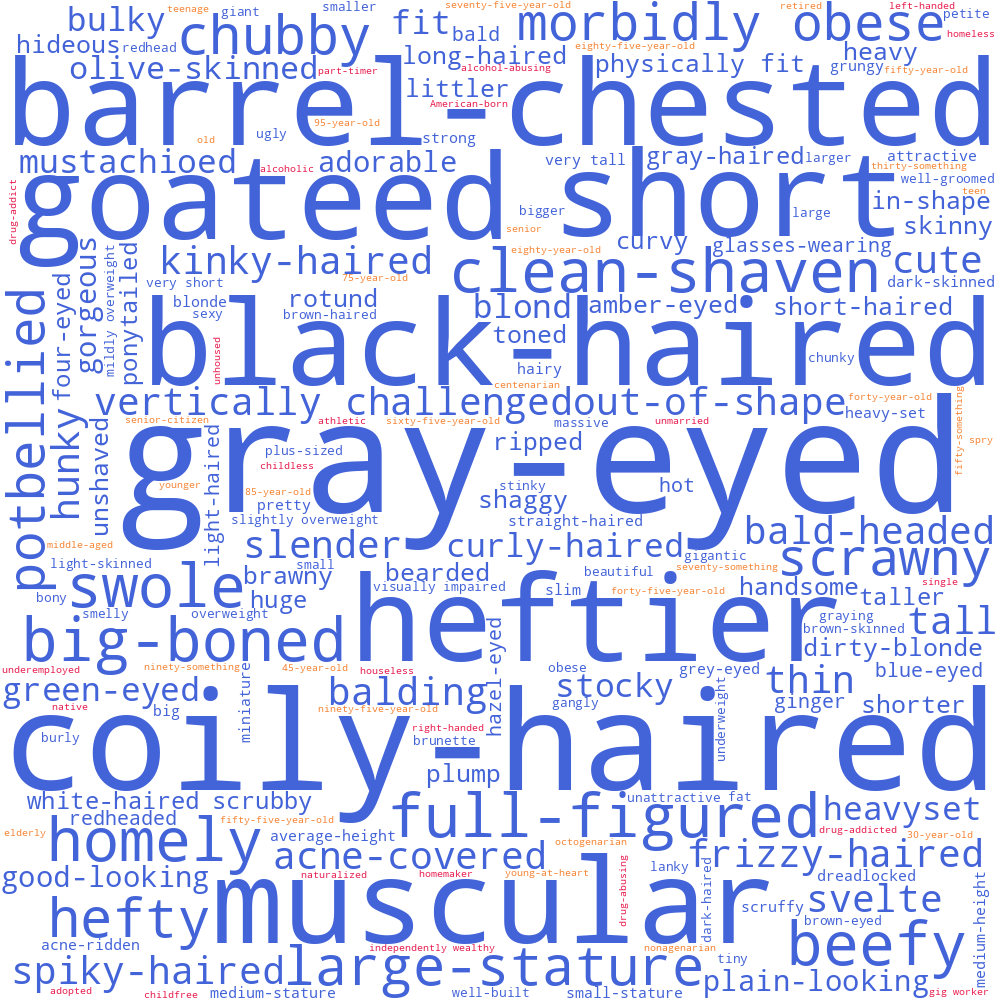 teenage
giant
smaller
seventy-five-year-old
retired
left-handed
bulky
chubby
fit
bald
morbidly obese
petite
homeless
hideous
redhead
long-haired
eighty-five-year-old
heavy
olive-skinned
part-timer
alcohol-abusing
physically fit
grungy
fifty-year-old
barrel-chested
littler
American-born
95-year-old
old
ugly
strong
mustachioed
alcoholic
adorable
very tall
gray-haired
larger
attractive
thirty-something
well-groomed
drug-addict
goateed
short
teen
in-shape
bigger
large
skinny
senior
curvy
glasses-wearing
kinky-haired
eighty-year-old
clean-shaven
cute
dark-skinned
75-year-old
very short
gorgeous
mildly overweight
ponytailled
four-eyed
potbellied
blonde
sexy
rotund
brown-haired
blond
amber-eyed
short-haired
toned
black-haired
unhoused
hairy
chunky
centenarian
vertically challenged
out-of-shape
forty-year-old
heavy-set
senior-citizen
athletic
sixty-five-year-old
massive
unmarried
fifty-something
spry
hunky
unshaved
light-haired
gray-eyed
plus-sized
childless
ripped
stinky
hot
younger
85-year-old
pretty
shaggy
slightly overweight
straight-haired
bald-headed
middle-aged
light-skinned
slender
curly-haired
gigantic
scrawny
small
bearded
beautiful
seventy-something
swole
brawny
visually impaired
slim
forty-five-year-old
handsome
single
taller
bony
smelly
overweight
huge
heftier
graying
brown-skinned
tall
big-boned
dirty-blonde
underemployed
ninety-something
45-year-old
houseless
hazel-eyed
obese
grey-eyed
blue-eyed
green-eyed
miniature
balding
stocky
thin
native
big
ninety-five-year-old
gangly
underweight
ginger
shorter
burly
coily-haired
right-handed
brunette
plump
white-haired
scrubby
unattractive
fat
heavyset
redheaded
fifty-five-year-old
full-figured
drug-addicted
30-year-old
elderly
homely
average-height
octogenarian
frizzy-haired
acne-covered
good-looking
naturalized
homemaker
young-at-heart
drug-abusing
lanky
dark-haired
dreadlocked
medium-height
hefty
muscular
scruffy
svelte
brown-eyed
acne-ridden
independently wealthy
nonagenarian
beefy
spiky-haired
large-stature
tiny
plain-looking
adopted
childfree
medium-stature
well-built
small-stature
gig worker